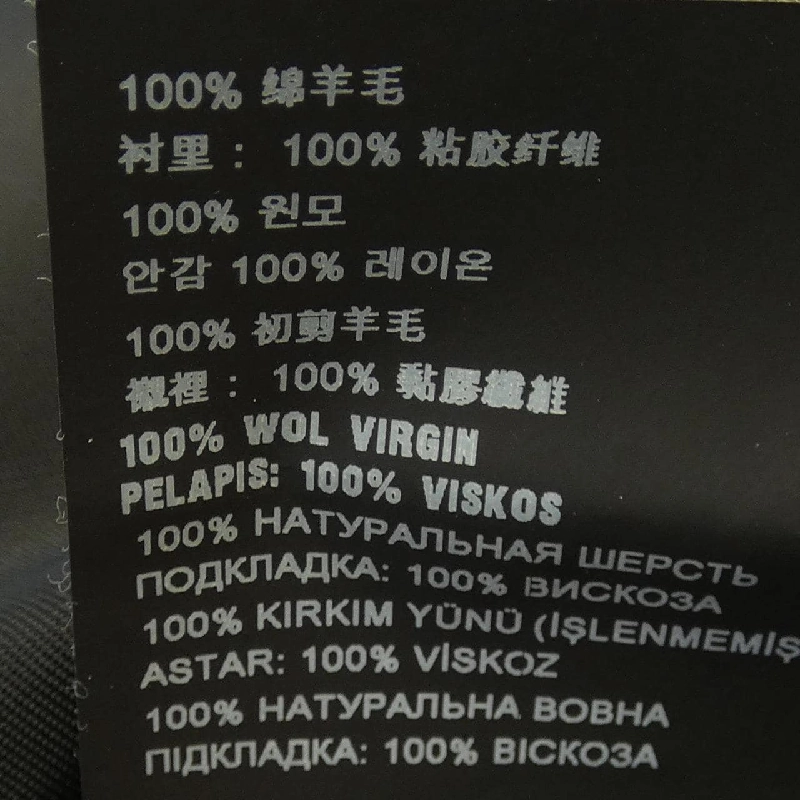 100% 绵羊毛
衬里： 100% 粘胶纤维
100% 원모
안감 100% 레이온
100% 初剪羊毛
襯裡： 100% 黏膠纖維
100% WOL VIRGIN
PELAPIS: 100% VISKOS
100% НАТУРАЛЬНАЯ ШЕРСТЬ
ПОДКЛАДКА: 100% ВИСКОЗА
100% KIRKIM YÜNÜ (İŞLENMEMİŞ
ASTAR: 100% VİSKOZ
100% НАТУРАЛЬНА ВОВНА
ПІДКЛАДКА: 100% ВІСКОЗА